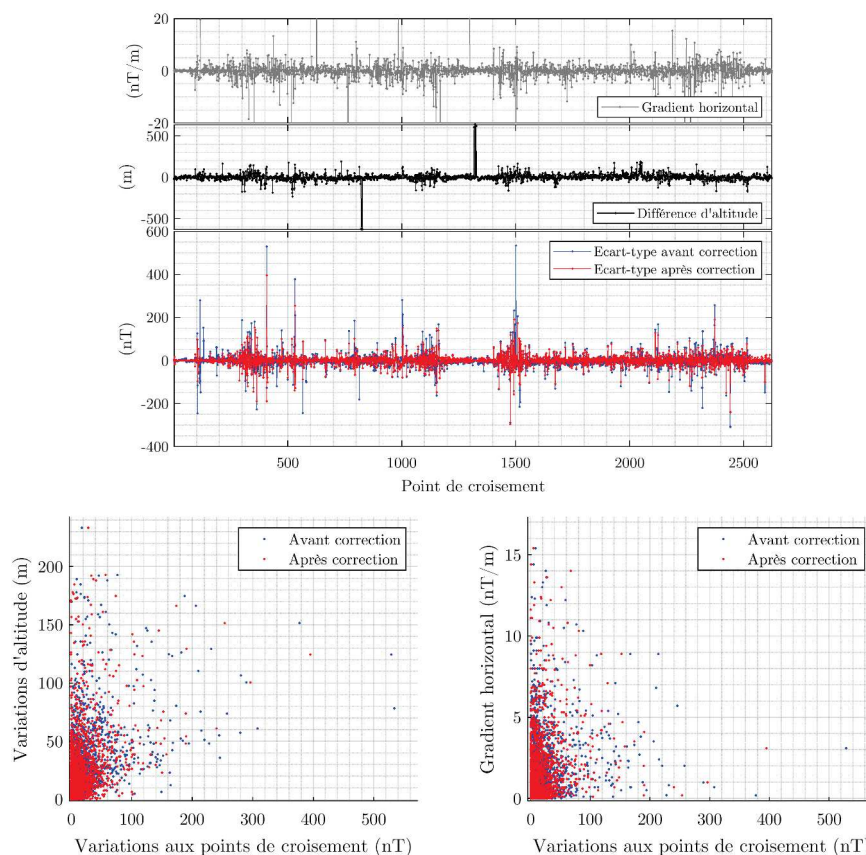 20
10
0
-10
-20
(nT/m)
Gradient horizontal
500
0
-500
(m)
Différence d'altitude
600
400
200
0
-200
-400
(nT)
Ecart-type avant correction
Ecart-type après correction
500 1000 1500 2000 2500
Point de croisement
200
150
100
50
0
Variations d'altitude (m)
Avant correction
Après correction
0 100 200 300 400 500
Variations aux points de croisement (nT)
15
10
5
0
Gradient horizontal (nT/m)
Avant correction
Après correction
0 100 200 300 400 500
Variations aux points de croisement (nT)